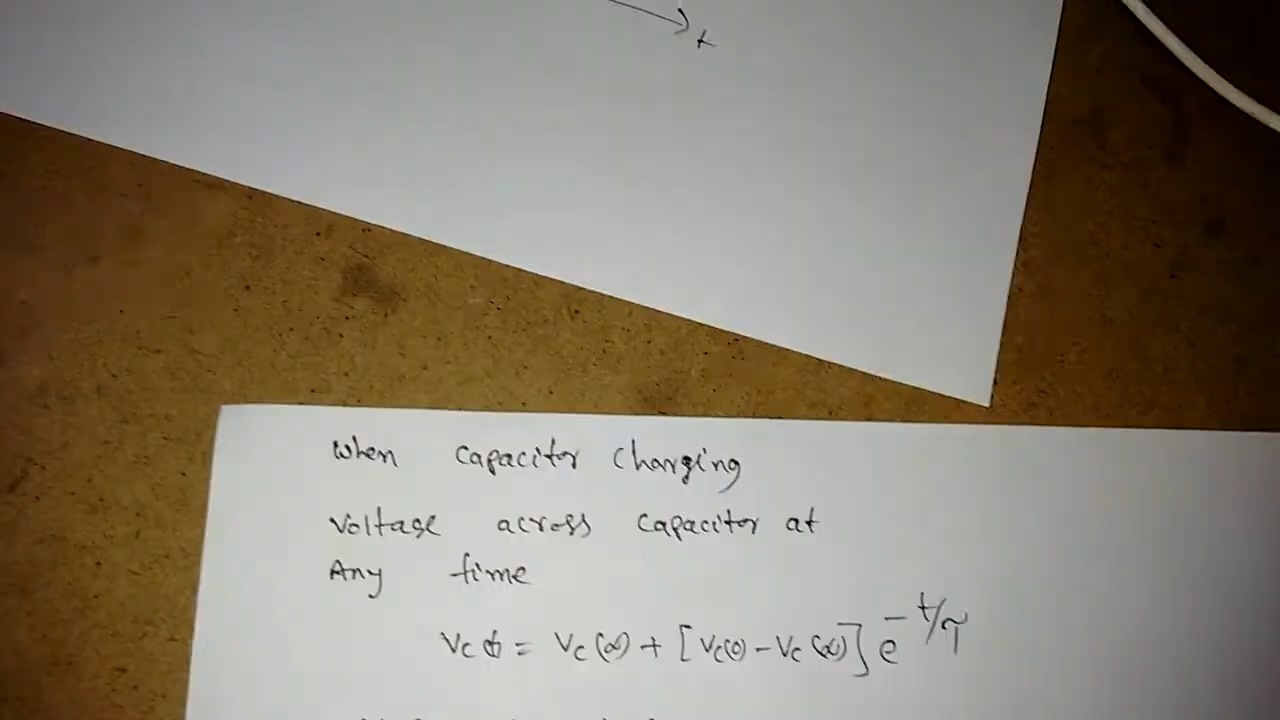 t
When capacitor charging
Voltage across capacitor at
Any time
Vc(t) = Vc(∞) + [Vc(0) - Vc(∞)] e^{-t/τ}